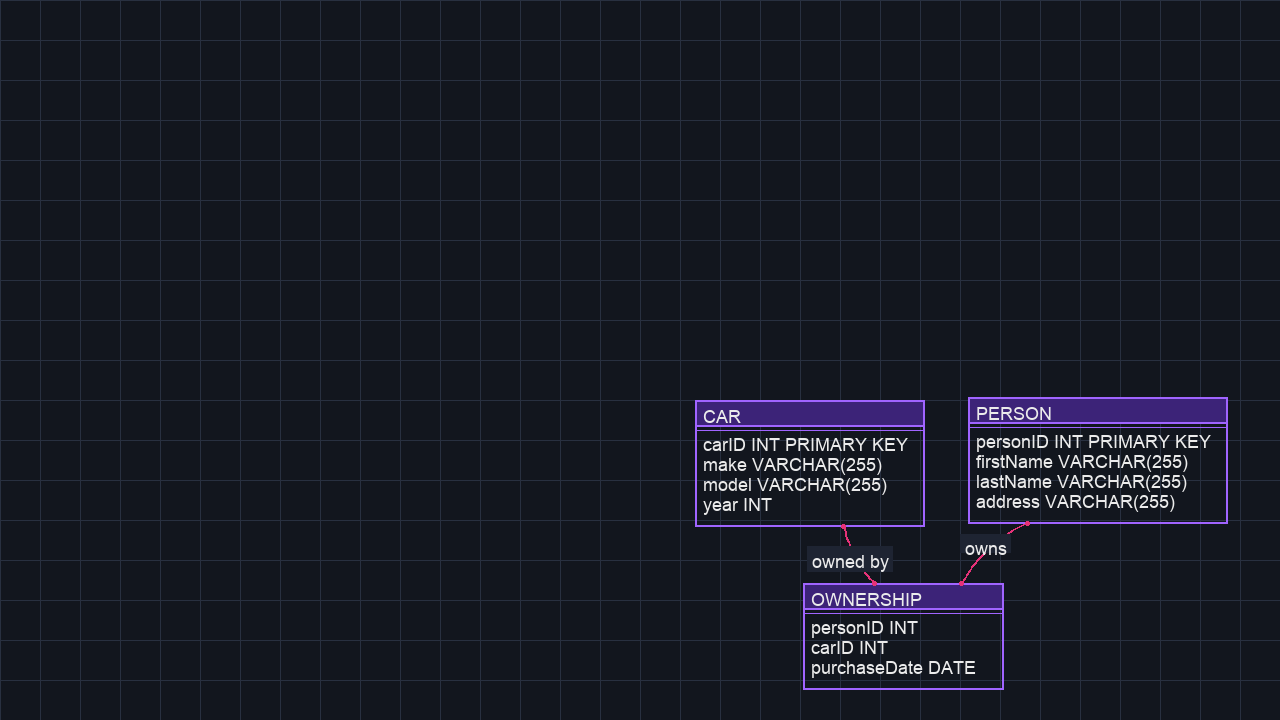 CAR
carID INT PRIMARY KEY
make VARCHAR(255)
model VARCHAR(255)
year INT
PERSON
personID INT PRIMARY KEY
firstName VARCHAR(255)
lastName VARCHAR(255)
address VARCHAR(255)
owned by
owns
OWNERSHIP
personID INT
carID INT
purchaseDate DATE